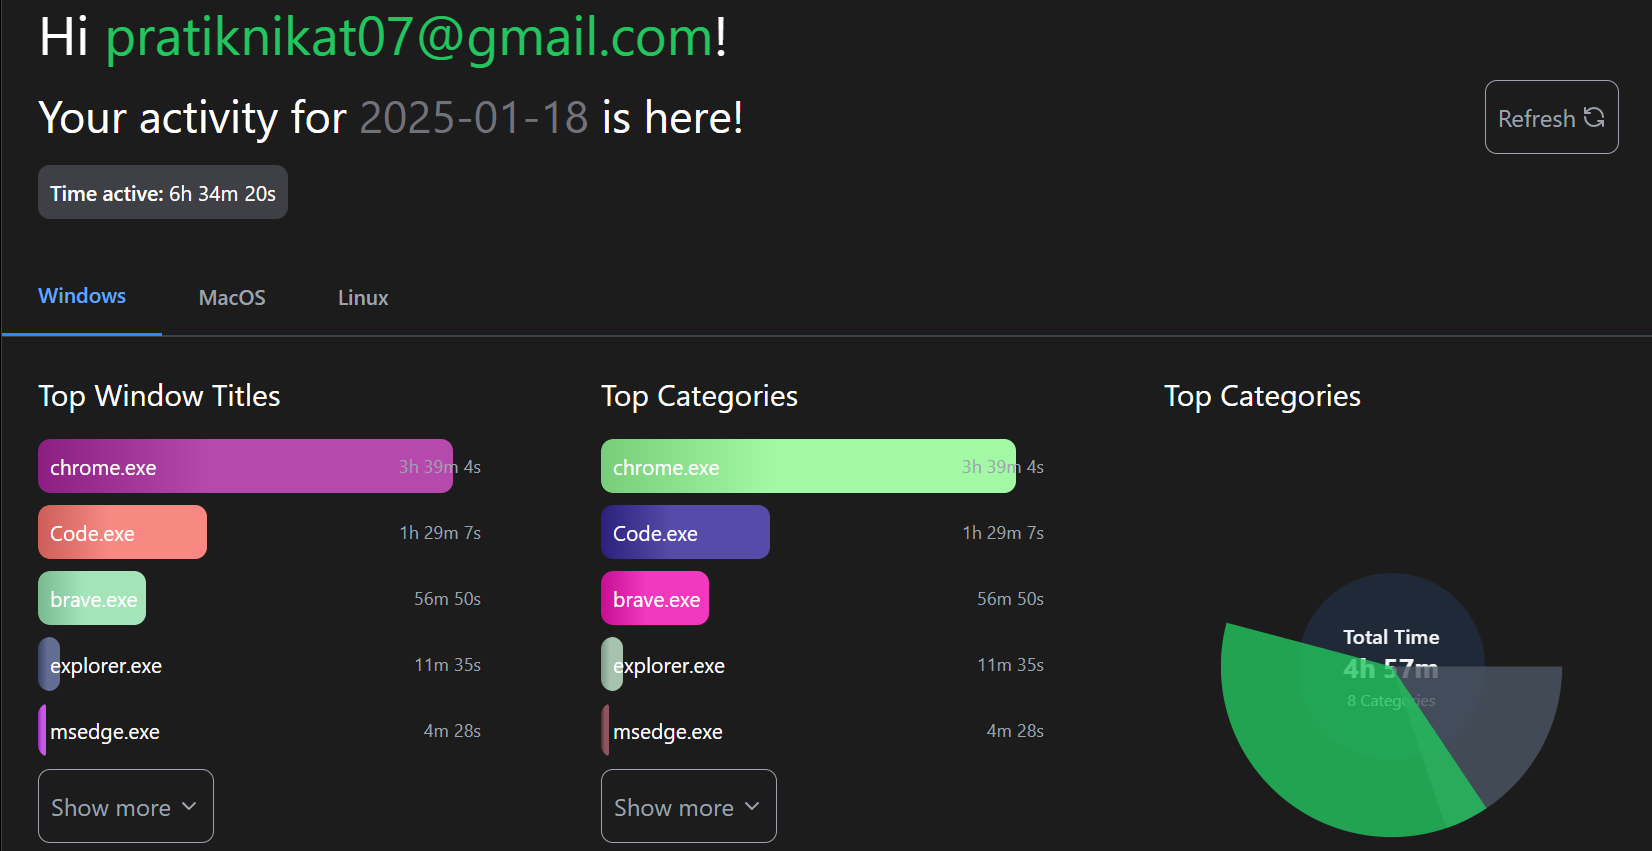 Hi pratiknikat07@gmail.com!
Your activity for 2025-01-18 is here!
Refresh
Time active: 6h 34m 20s
Windows
MacOS
Linux
Top Window Titles
chrome.exe 3h 39m 4s
Code.exe 1h 29m 7s
brave.exe 56m 50s
explorer.exe 11m 35s
msedge.exe 4m 28s
Show more
Top Categories
chrome.exe 3h 39m 4s
Code.exe 1h 29m 7s
brave.exe 56m 50s
explorer.exe 11m 35s
msedge.exe 4m 28s
Show more
Top Categories
Total Time
4h 57m
8 Categories